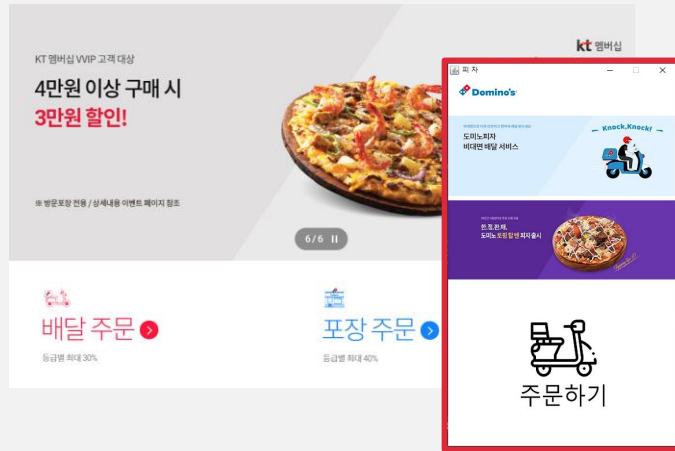 kt 멤버십
KT 멤버십 VVIP 고객 대상
4만원 이상 구매 시
3만원 할인!
※ 방문포장 전용 / 상세내용 이벤트 페이지 참조
6/6
배달 주문
등급별 최대 30%
포장 주문
등급별 최대 40%
피자
Domino's
Knock,Knock!
도미노피자
비대면 배달 서비스
도미노 토핑 할 앤 피자 출시
주문하기